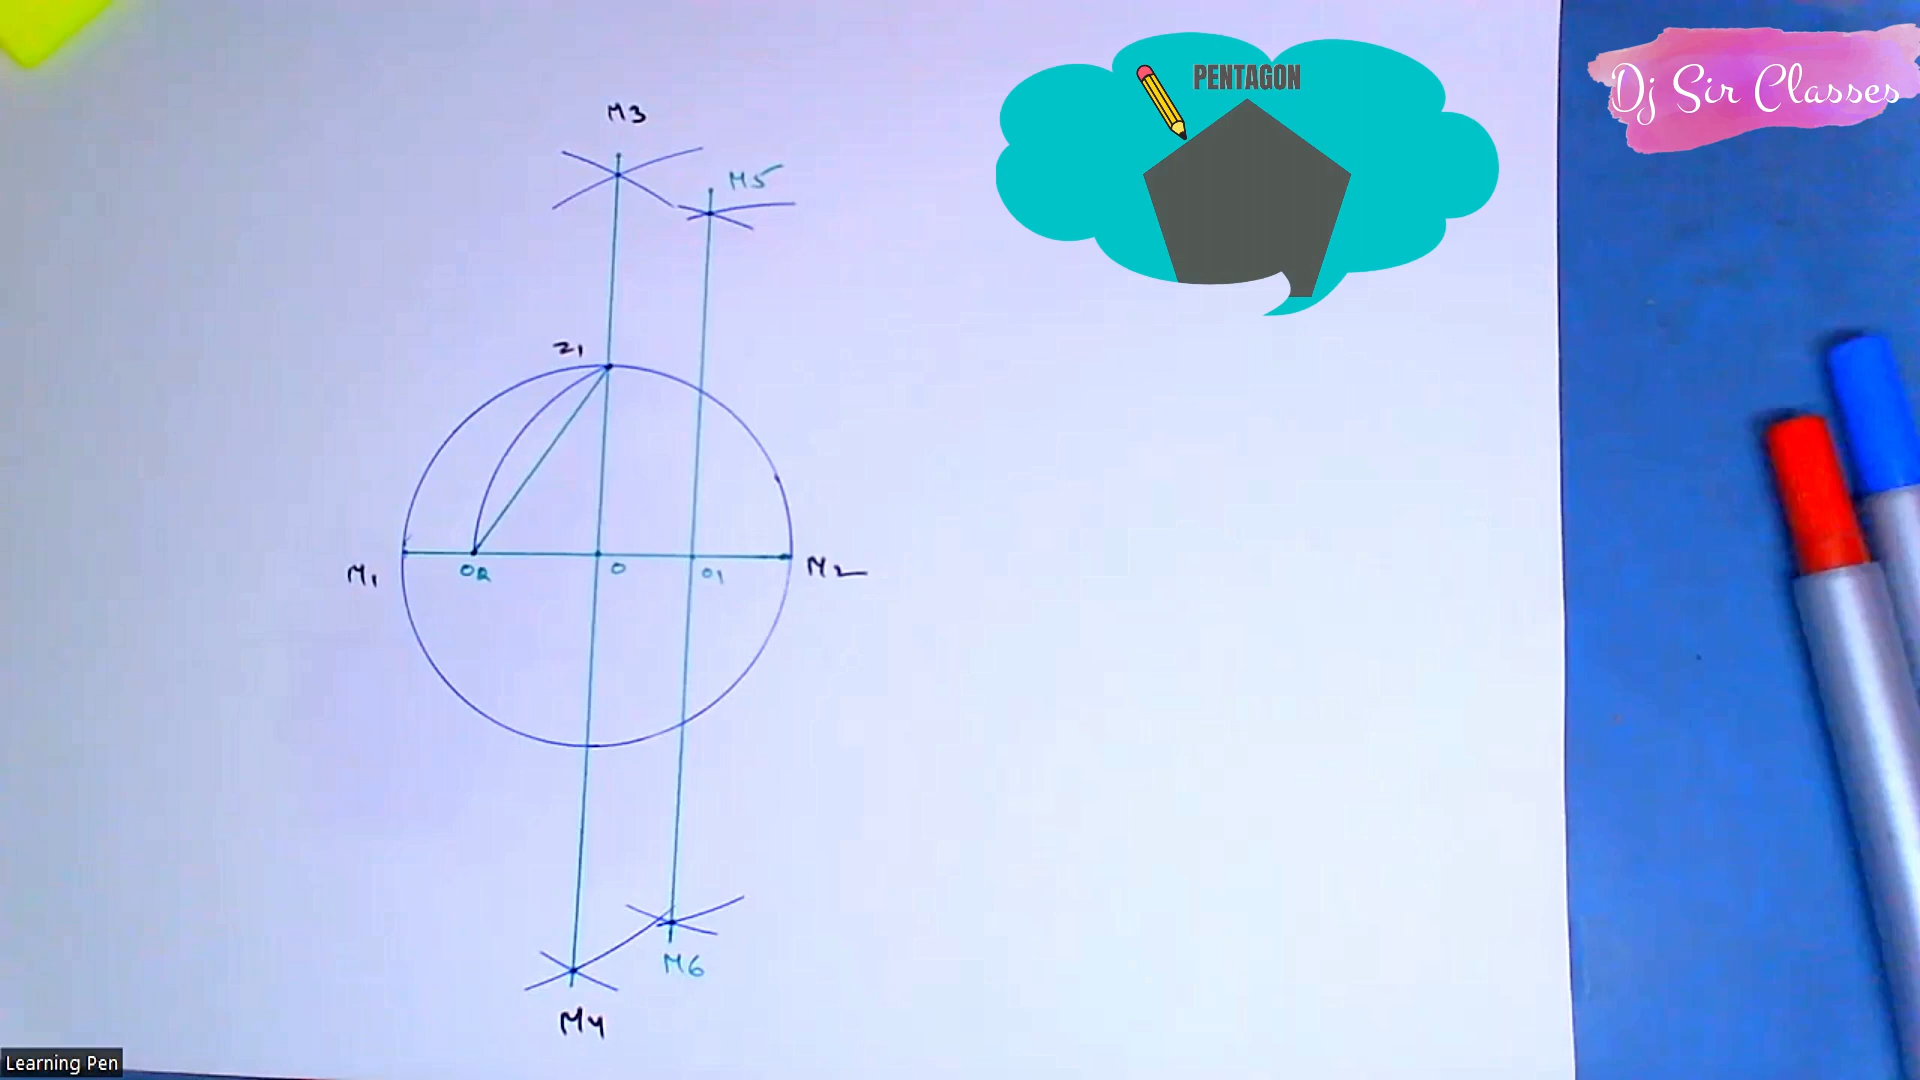 PENTAGON
Dj Sir Classes
M3
M5
Z1
M1
O2
O
O1
M2
M6
M4
Learning Pen